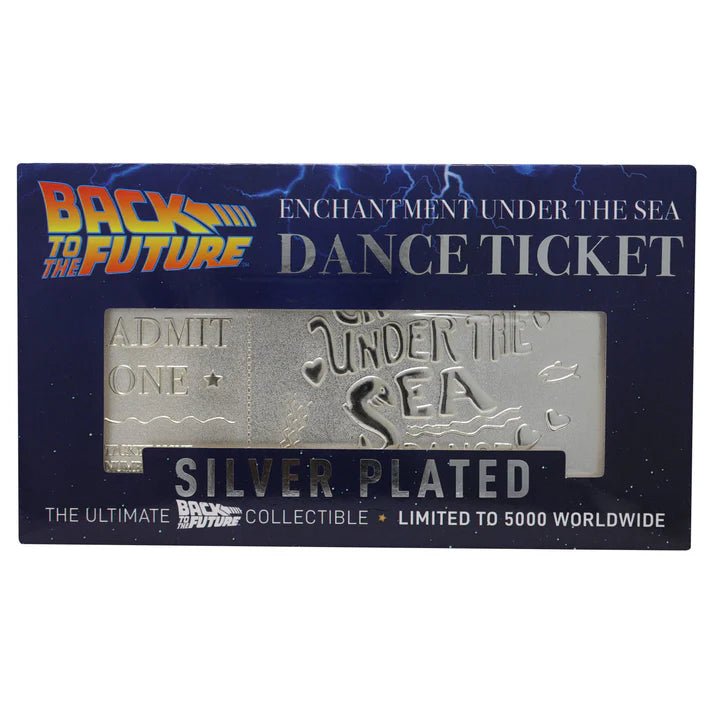 BACK TO THE FUTURE™
ENCHANTMENT UNDER THE SEA
DANCE TICKET
ADMIT
ONE ★
UNDER THE
SEA
SILVER PLATED
THE ULTIMATE BACK TO THE FUTURE COLLECTIBLE ★ LIMITED TO 5000 WORLDWIDE